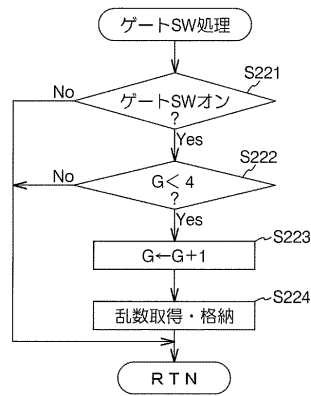 ゲートSW処理
S221
ゲートSWオン
?
No
Yes
S222
G<4
?
No
Yes
S223
G←G+1
S224
乱数取得・格納
RTN